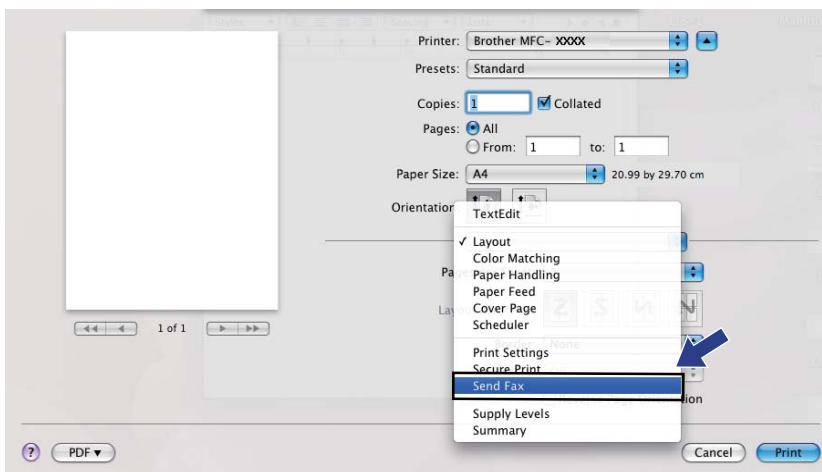 Printer: Brother MFC- XXXX
Presets: Standard
Copies: 1 Collated
Pages: All
From: 1 to: 1
Paper Size: A4 20.99 by 29.70 cm
Orientation
TextEdit
✓ Layout
Color Matching
Paper Handling
Paper Feed
Cover Page
Scheduler
Print Settings
Secure Print
Send Fax
Supply Levels
Summary
1 of 1
Border: None
? PDF ▼ Cancel Print